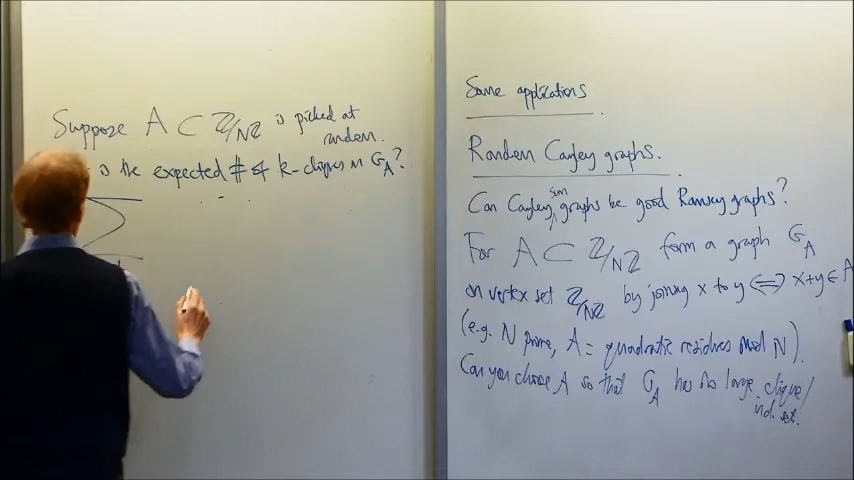 Suppose A ⊂ Z/NZ is picked at
random.
is the expected # of k-cliques in G_A?
Σ
Some applications
Random Cayley graphs.
Can Cayley sum graphs be good Ramsey graphs?
For A ⊂ Z/NZ form a graph G_A
on vertex set Z/NZ by joining x to y ⟺ x+y ∈ A
(e.g. N prime, A = quadratic residues mod N).
Can you choose A so that G_A has no large clique/
ind. set.